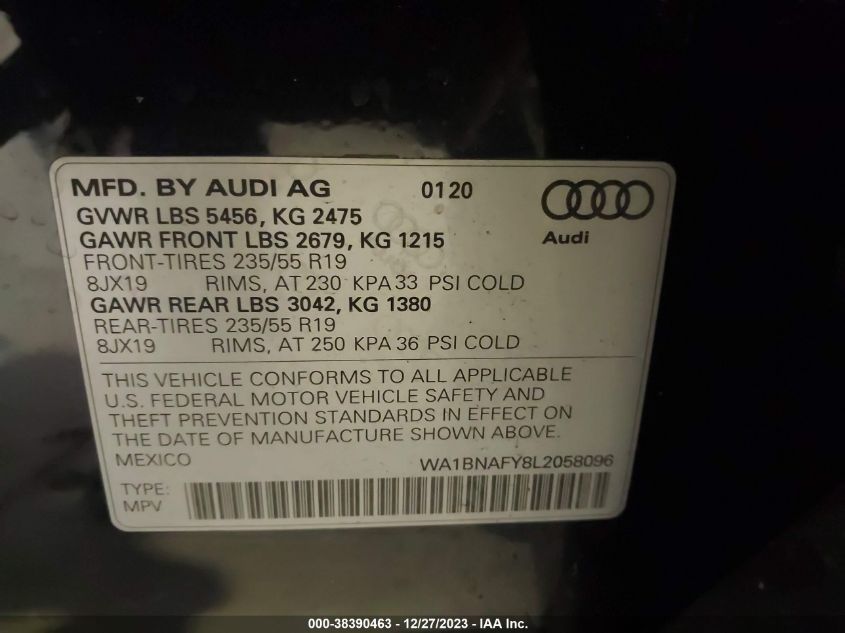 MFD. BY AUDI AG 0120
GVWR LBS 5456, KG 2475
GAWR FRONT LBS 2679, KG 1215
Audi
FRONT-TIRES 235/55 R19
8JX19 RIMS, AT 230 KPA 33 PSI COLD
GAWR REAR LBS 3042, KG 1380
REAR-TIRES 235/55 R19
8JX19 RIMS, AT 250 KPA 36 PSI COLD
THIS VEHICLE CONFORMS TO ALL APPLICABLE
U.S. FEDERAL MOTOR VEHICLE SAFETY AND
THEFT PREVENTION STANDARDS IN EFFECT ON
THE DATE OF MANUFACTURE SHOWN ABOVE.
MEXICO WA1BNAFY8L2058096
TYPE:
MPV
000-38390463 - 12/27/2023 - IAA Inc.